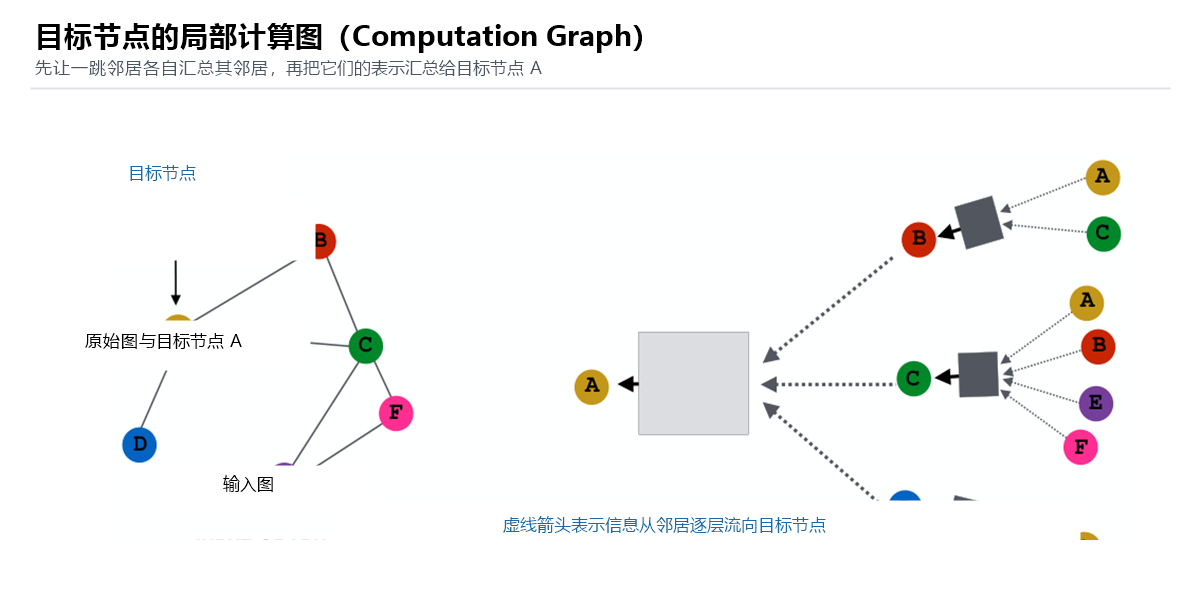 目标节点的局部计算图（Computation Graph）
先让一跳邻居各自汇总其邻居，再把它们的表示汇总给目标节点 A
目标节点
B
原始图与目标节点 A
C
F
D
输入图
A
B
C
A
C
A
B
E
F
虚线箭头表示信息从邻居逐层流向目标节点